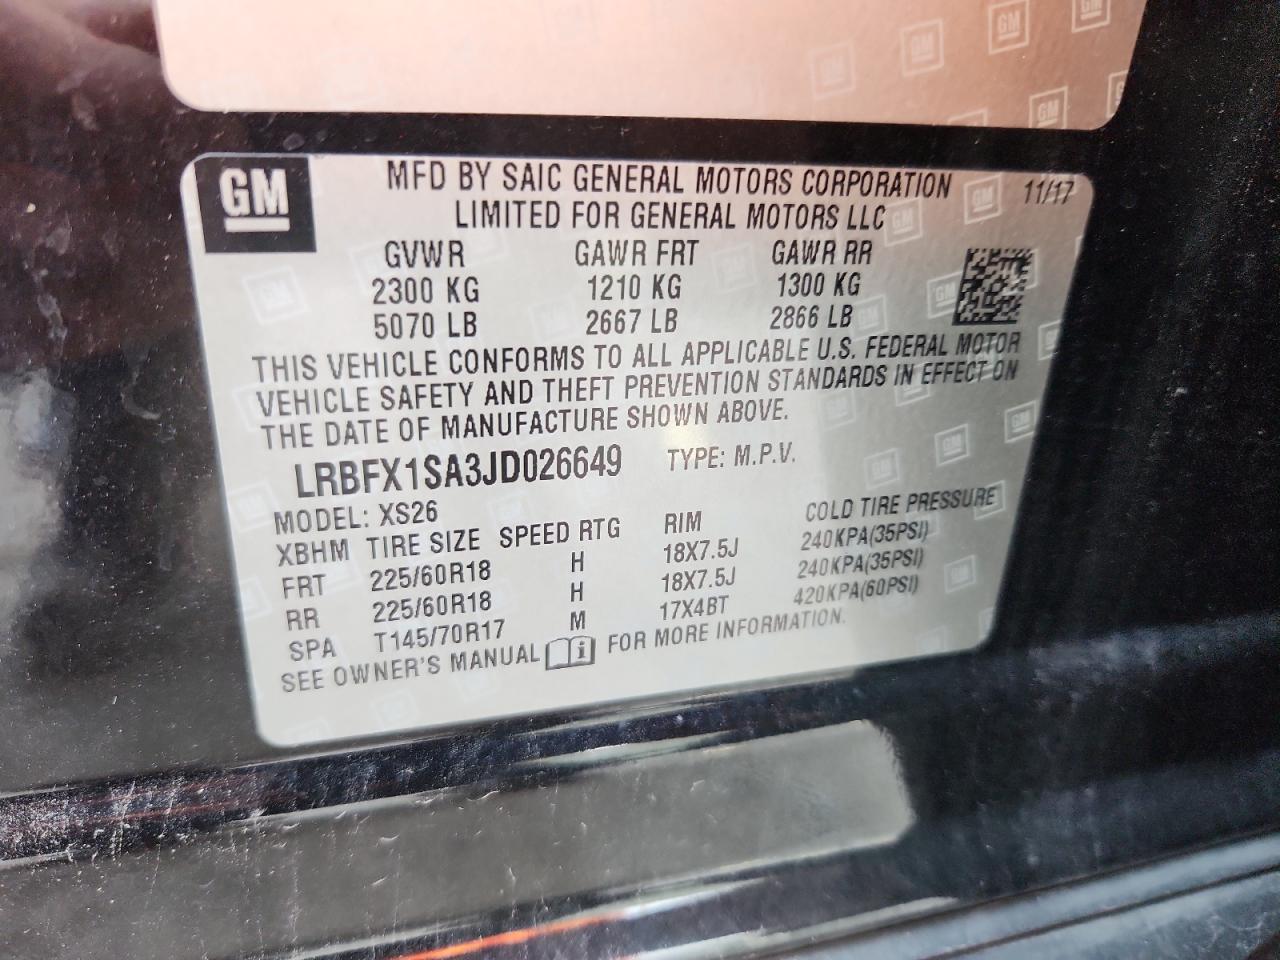 GM
MFD BY SAIC GENERAL MOTORS CORPORATION 11/17
LIMITED FOR GENERAL MOTORS LLC
GVWR GAWR FRT GAWR RR
2300 KG 1210 KG 1300 KG
5070 LB 2667 LB 2866 LB
THIS VEHICLE CONFORMS TO ALL APPLICABLE U.S. FEDERAL MOTOR
VEHICLE SAFETY AND THEFT PREVENTION STANDARDS IN EFFECT ON
THE DATE OF MANUFACTURE SHOWN ABOVE.
LRBFX1SA3JD026649 TYPE: M.P.V.
MODEL: XS26
XBHM TIRE SIZE SPEED RTG RIM COLD TIRE PRESSURE
FRT 225/60R18 H 18X7.5J 240KPA(35PSI)
RR 225/60R18 H 18X7.5J 240KPA(35PSI)
SPA T145/70R17 M 17X4BT 420KPA(60PSI)
SEE OWNER'S MANUAL i FOR MORE INFORMATION.